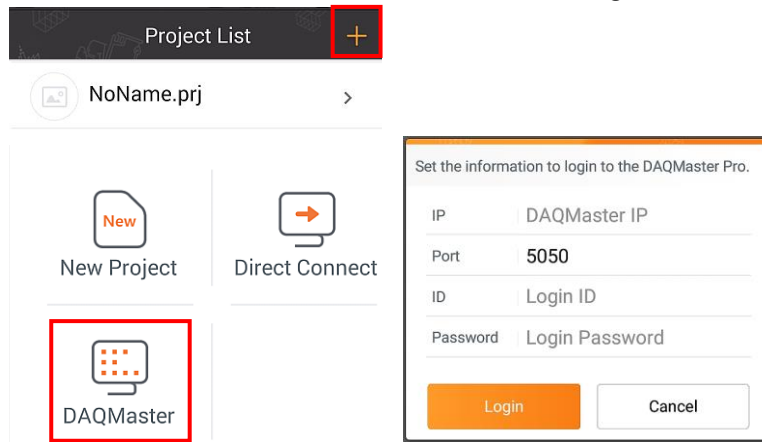 Project List +
NoName.prj >
New
New Project
Direct Connect
DAQMaster
Set the information to login to the DAQMaster Pro.
IP DAQMaster IP
Port 5050
ID Login ID
Password Login Password
Login Cancel